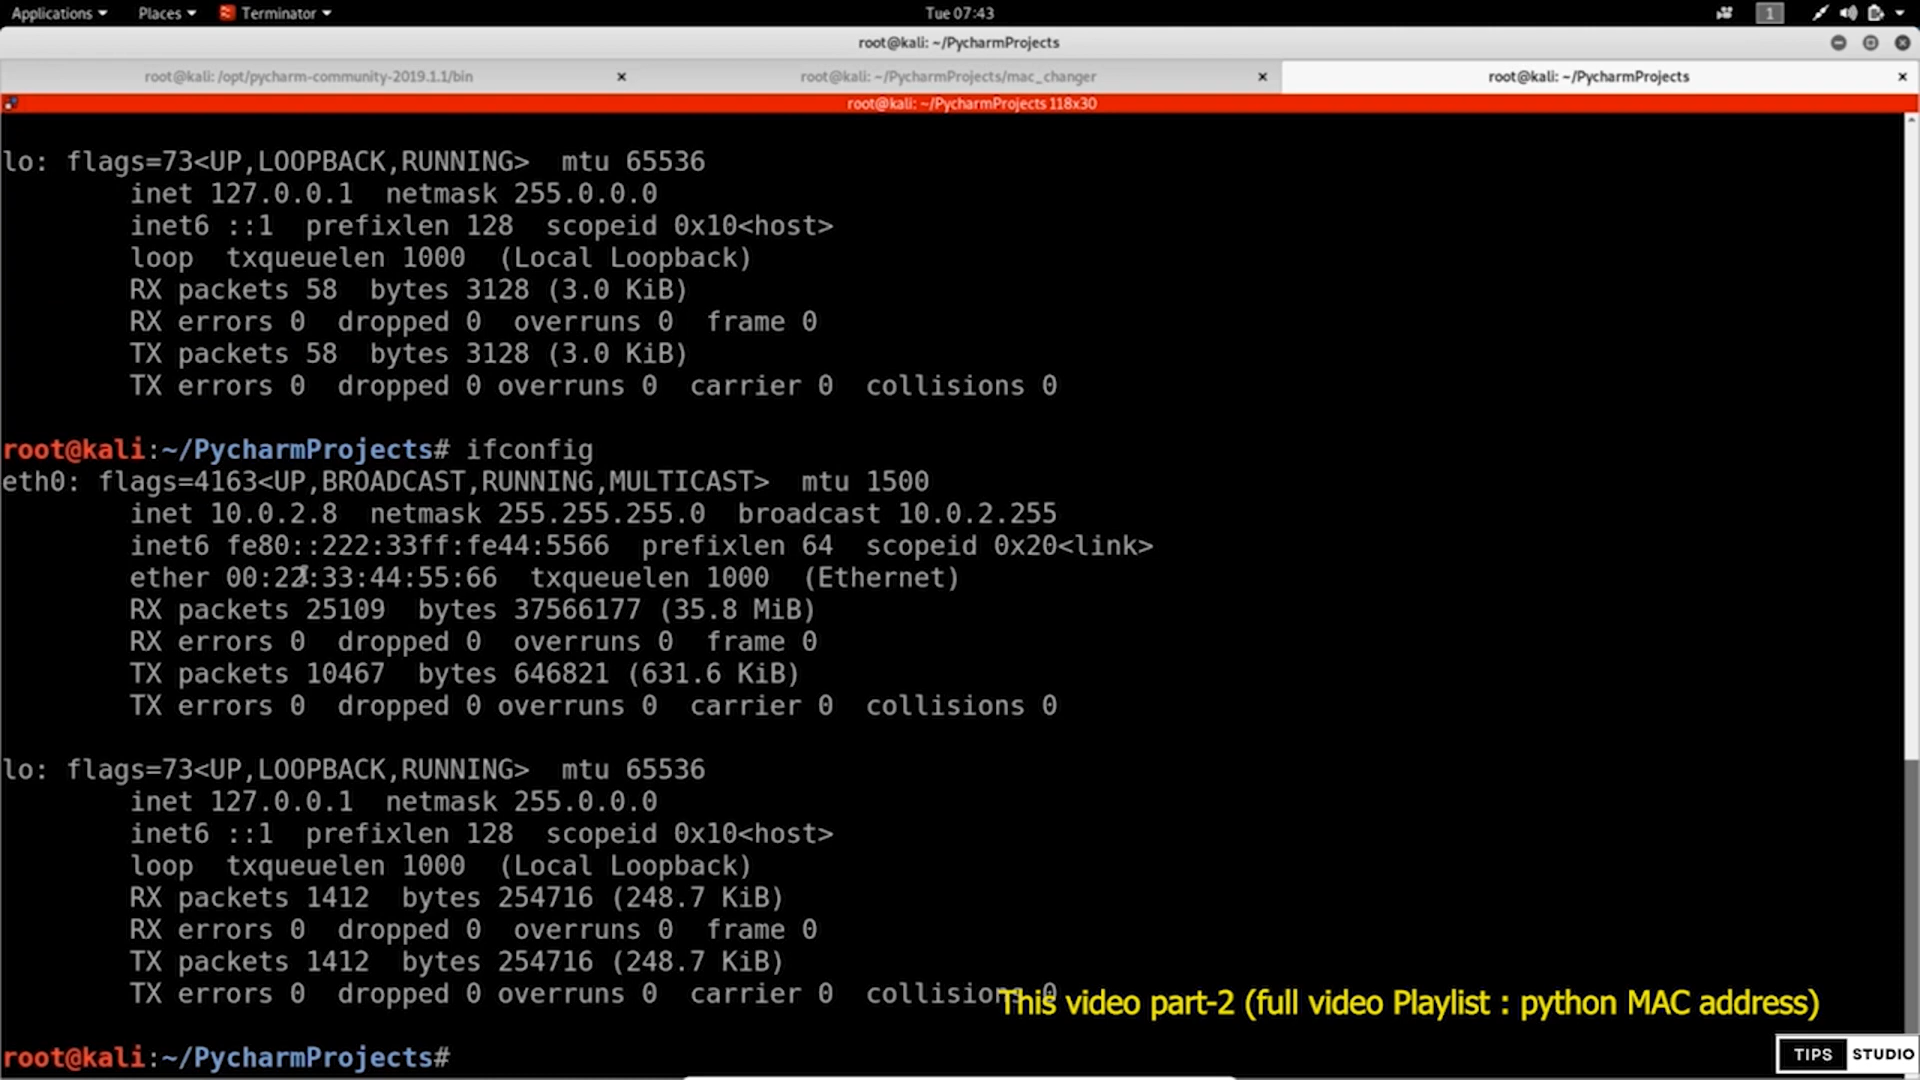 Applications Places Terminator Tue 07:43 1
root@kali: ~/PycharmProjects
root@kali: /opt/pycharm-community-2019.1.1/bin × root@kali: ~/PycharmProjects/mac_changer × root@kali: ~/PycharmProjects ×
root@kali: ~/PycharmProjects 118x30
lo: flags=73<UP,LOOPBACK,RUNNING>  mtu 65536
inet 127.0.0.1  netmask 255.0.0.0
inet6 ::1  prefixlen 128  scopeid 0x10<host>
loop  txqueuelen 1000  (Local Loopback)
RX packets 58  bytes 3128 (3.0 KiB)
RX errors 0  dropped 0  overruns 0  frame 0
TX packets 58  bytes 3128 (3.0 KiB)
TX errors 0  dropped 0 overruns 0  carrier 0  collisions 0
root@kali:~/PycharmProjects# ifconfig
eth0: flags=4163<UP,BROADCAST,RUNNING,MULTICAST>  mtu 1500
inet 10.0.2.8  netmask 255.255.255.0  broadcast 10.0.2.255
inet6 fe80::222:33ff:fe44:5566  prefixlen 64  scopeid 0x20<link>
ether 00:22:33:44:55:66  txqueuelen 1000  (Ethernet)
RX packets 25109  bytes 37566177 (35.8 MiB)
RX errors 0  dropped 0  overruns 0  frame 0
TX packets 10467  bytes 646821 (631.6 KiB)
TX errors 0  dropped 0 overruns 0  carrier 0  collisions 0
lo: flags=73<UP,LOOPBACK,RUNNING>  mtu 65536
inet 127.0.0.1  netmask 255.0.0.0
inet6 ::1  prefixlen 128  scopeid 0x10<host>
loop  txqueuelen 1000  (Local Loopback)
RX packets 1412  bytes 254716 (248.7 KiB)
RX errors 0  dropped 0  overruns 0  frame 0
TX packets 1412  bytes 254716 (248.7 KiB)
TX errors 0  dropped 0 overruns 0  carrier 0  collisions 0
This video part-2 (full video Playlist : python MAC address)
root@kali:~/PycharmProjects#
TIPS STUDIO